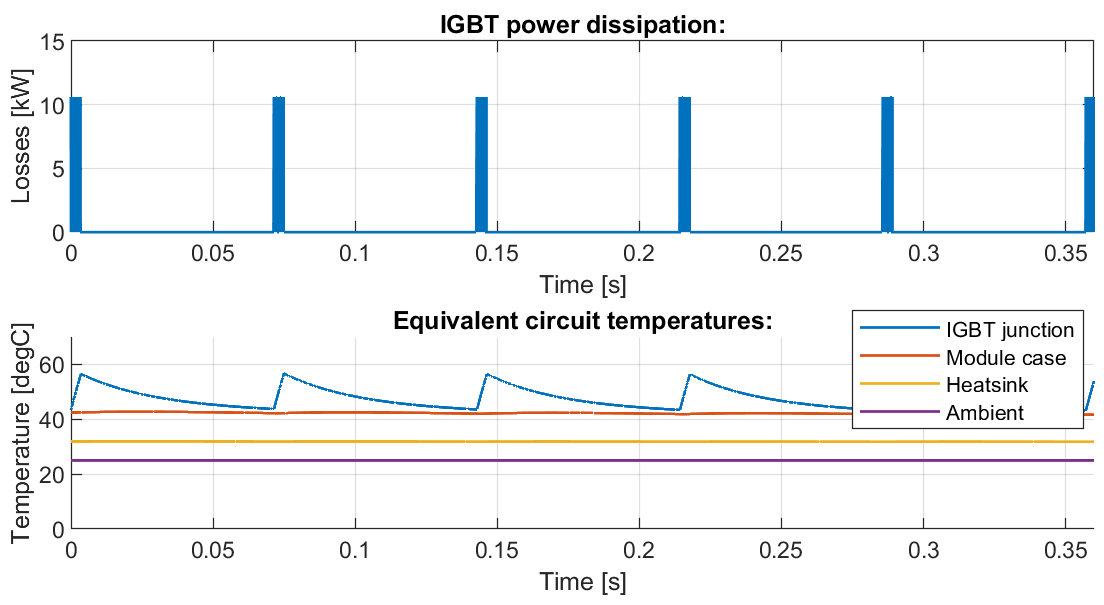 IGBT power dissipation:
Losses [kW]
15
10
5
0
0 0.05 0.1 0.15 0.2 0.25 0.3 0.35
Time [s]
Equivalent circuit temperatures:
Temperature [degC]
60
40
20
0
IGBT junction
Module case
Heatsink
Ambient
0 0.05 0.1 0.15 0.2 0.25 0.3 0.35
Time [s]